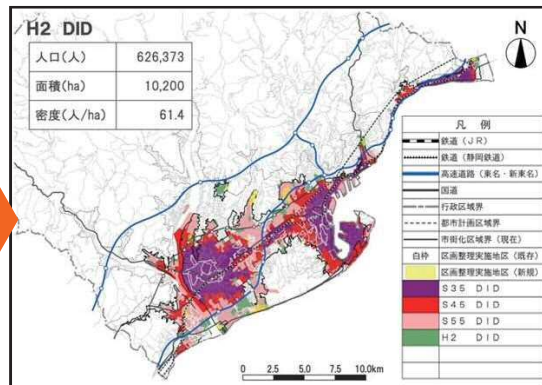 H2 DID
人口(人) 626,373
面積(ha) 10,200
密度(人/ha) 61.4
N
凡 例
鉄道(JR)
鉄道(静岡鉄道)
高速道路(東名・新東名)
国道
行政区域界
都市計画区域界
市街化区域界(現在)
白枠 区画整理実施地区(既存)
区画整理実施地区(新規)
S35 DID
S45 DID
S55 DID
H2 DID
0 2.5 5.0 10.0km